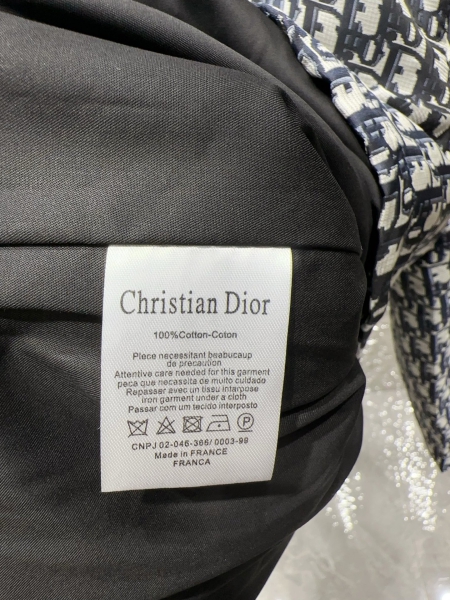 Christian Dior
100%Cotton-Coton
Piece necessitant beabucaup
de precaution
Attentive care needed for this garment
peca que necasita de muito cuidado
Repasser avec un tissu interpose
iron garment under a cloth
Passar com um tecido interposto
CNPJ 02-046-366/0003-99
Made in FRANCE
FRANCA